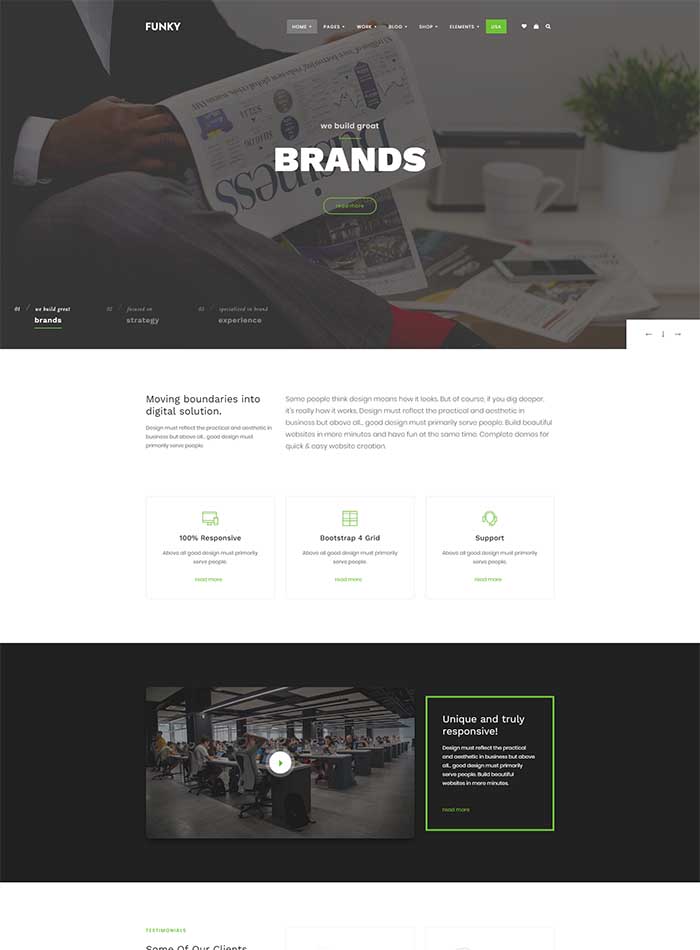 FUNKY
HOME PAGES WORK BLOG SHOP ELEMENTS USA
business
we build great
BRANDS
read more
01 / we build great
brands
02 / focused on
strategy
03 / specialized in brand
experience
Moving boundaries into
digital solution.
Design must reflect the practical and aesthetic in
business but above all... good design must
primarily serve people.
Some people think design means how it looks. But of course, if you dig deeper,
it's really how it works. Design must reflect the practical and aesthetic in
business but above all... good design must primarily serve people. Build beautiful
websites in mere minutes and have fun at the same time. Complete demos for
quick & easy website creation.
100% Responsive
Above all good design must primarily
serve people.
read more
Bootstrap 4 Grid
Above all good design must primarily
serve people.
read more
Support
Above all good design must primarily
serve people.
read more
Unique and truly
responsive!
Design must reflect the practical
and aesthetic in business but above
all... good design must primarily
serve people. Build beautiful
websites in mere minutes.
read more
TESTIMONIALS
Some Of Our Clients